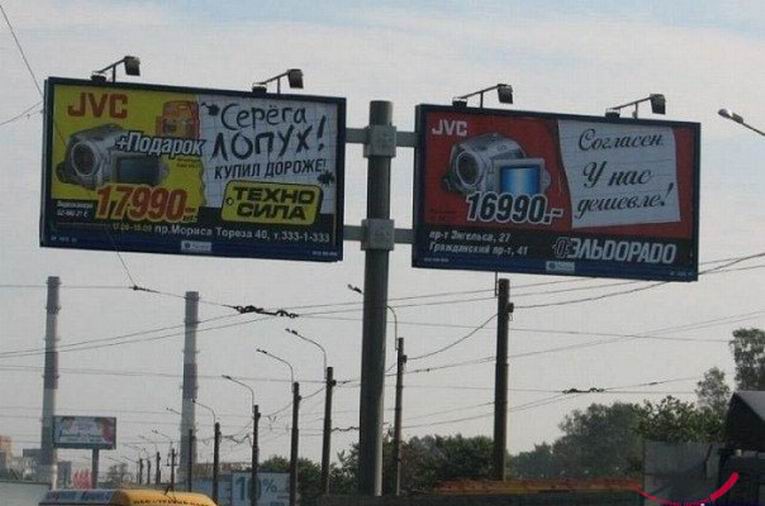 JVC
+Подарок
Серёга
ЛОПУХ!
КУПИЛ ДОРОЖЕ!
17990.-
ТЕХНО
СИЛА
пр.Мориса Тореза 40, т.333-1-333
JVC
Согласен.
У нас
дешевле!
16990.-
пр-т Энгельса, 27
Гражданский пр-т, 41
ЭЛЬДОРАДО
10%